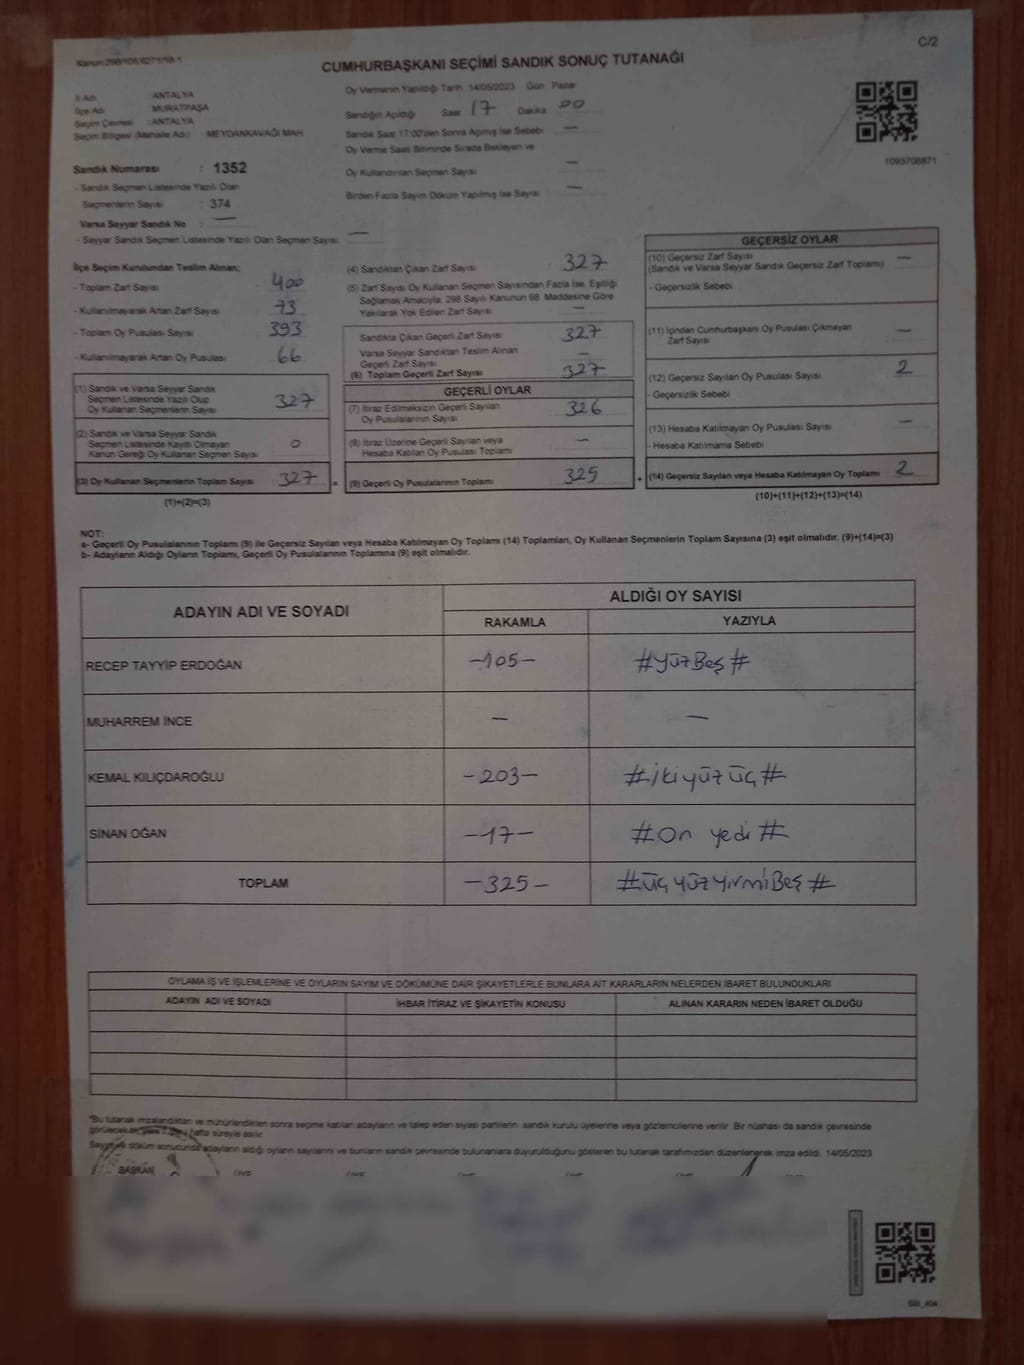 C/2
Kanun:298/105/6271/18-1
CUMHURBAŞKANI SEÇİMİ SANDIK SONUÇ TUTANAĞI
İl Adı : ANTALYA
İlçe Adı : MURATPAŞA
Seçim Çevresi : ANTALYA
Seçim Bölgesi (Mahalle Adı) : MEYDANKAVAĞI MAH
Oy Vermenin Yapıldığı Tarih :14/05/2023 Gün : Pazar
Sandığın Açıldığı Saat 17 Dakika 00
Sandık Saat 17:00'den Sonra Açılmış İse Sebebi : —
Oy Verme Saati Bitiminde Sırada Bekleyen ve
Oy Kullandırılan Seçmen Sayısı : —
Birden Fazla Sayım Döküm Yapılmış İse Sayısı : —
1093706871
Sandık Numarası : 1352
- Sandık Seçmen Listesinde Yazılı Olan
Seçmenlerin Sayısı : 374
Varsa Seyyar Sandık No : —
- Seyyar Sandık Seçmen Listesinde Yazılı Olan Seçmen Sayısı: —
İlçe Seçim Kurulundan Teslim Alınan;
- Toplam Zarf Sayısı : 400
- Kullanılmayarak Artan Zarf Sayısı : 73
- Toplam Oy Pusulası Sayısı : 393
- Kullanılmayarak Artan Oy Pusulası : 66
(1) Sandık ve Varsa Seyyar Sandık
Seçmen Listesinde Yazılı Olup
Oy Kullanan Seçmenlerin Sayısı : 327
(2) Sandık ve Varsa Seyyar Sandık
Seçmen Listesinde Kayıtlı Olmayan
Kanun Gereği Oy Kullanan Seçmen Sayısı : 0
(3) Oy Kullanan Seçmenlerin Toplam Sayısı : 327
(1)+(2)=(3)
(4) Sandıktan Çıkan Zarf Sayısı : 327
(5) Zarf Sayısı Oy Kullanan Seçmen Sayısından Fazla İse, Eşitliği
Sağlamak Amacıyla, 298 Sayılı Kanunun 98. Maddesine Göre
Yakılarak Yok Edilen Zarf Sayısı : —
Sandıkta Çıkan Geçerli Zarf Sayısı : 327
Varsa Seyyar Sandıktan Teslim Alınan
Geçerli Zarf Sayısı : —
(6) Toplam Geçerli Zarf Sayısı : 327
GEÇERLİ OYLAR
(7) İtiraz Edilmeksizin Geçerli Sayılan
Oy Pusulalarının Sayısı : 326
(8) İtiraz Üzerine Geçerli Sayılan veya
Hesaba Katılan Oy Pusulası Toplamı : —
= (9) Geçerli Oy Pusulalarının Toplamı : 325
GEÇERSİZ OYLAR
(10) Geçersiz Zarf Sayısı
(Sandık ve Varsa Seyyar Sandık Geçersiz Zarf Toplamı) : —
- Geçersizlik Sebebi
(11) İçinden Cumhurbaşkanı Oy Pusulası Çıkmayan
Zarf Sayısı : —
(12) Geçersiz Sayılan Oy Pusulası Sayısı : 2
- Geçersizlik Sebebi
(13) Hesaba Katılmayan Oy Pusulası Sayısı : —
- Hesaba Katılmama Sebebi
+ (14) Geçersiz Sayılan veya Hesaba Katılmayan Oy Toplamı : 2
(10)+(11)+(12)+(13)=(14)
NOT:
a- Geçerli Oy Pusulalarının Toplamı (9) ile Geçersiz Sayılan veya Hesaba Katılmayan Oy Toplamı (14) Toplamları, Oy Kullanan Seçmenlerin Toplam Sayısına (3) eşit olmalıdır. (9)+(14)=(3)
b- Adayların Aldığı Oyların Toplamı, Geçerli Oy Pusulalarının Toplamına (9) eşit olmalıdır.
ADAYIN ADI VE SOYADI ALDIĞI OY SAYISI
RAKAMLA YAZIYLA
RECEP TAYYİP ERDOĞAN -105- #YüzBeş#
MUHARREM İNCE — —
KEMAL KILIÇDAROĞLU -203- #ikiyüzüç#
SİNAN OĞAN -17- #On yedi#
TOPLAM -325- #ÜçyüzyirmiBeş#
OYLAMA İŞ VE İŞLEMLERİNE VE OYLARIN SAYIM VE DÖKÜMÜNE DAİR ŞİKAYETLERLE BUNLARA AİT KARARLARIN NELERDEN İBARET BULUNDUKLARI
ADAYIN ADI VE SOYADI İHBAR İTİRAZ VE ŞİKAYETİN KONUSU ALINAN KARARIN NEDEN İBARET OLDUĞU
*Bu tutanak imzalandıktan ve mühürlendikten sonra seçime katılan adayların ve talep eden siyasi partilerin sandık kurulu üyelerine veya gözlemcilerine verilir. Bir nüshası da sandık çevresinde
görülecek bir yere 1 (bir) hafta süreyle asılır.
Sayım ve döküm sonucunda adayların aldığı oyların sayılarını ve bunların sandık çevresinde bulunanlara duyurulduğunu gösteren bu tutanak tarafımızdan düzenlenerek imza edildi. 14/05/2023
BAŞKAN